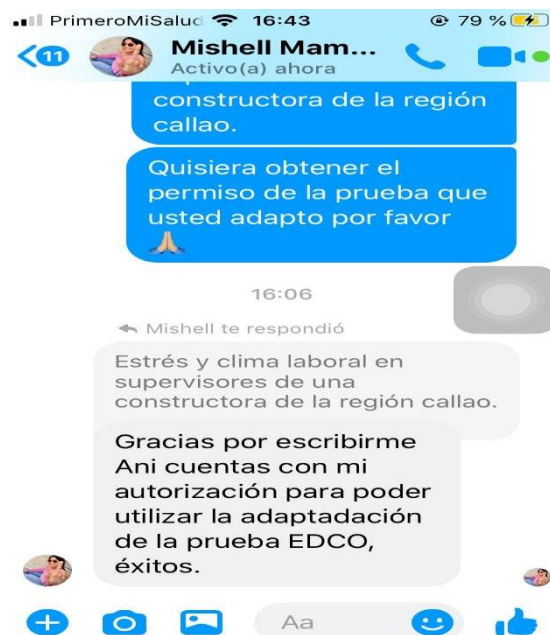 PrimeroMiSalud 16:43 79 %
11 Mishell Mam...
Activo(a) ahora
constructora de la región
callao.
Quisiera obtener el
permiso de la prueba que
usted adapto por favor
16:06
Mishell te respondió
Estrés y clima laboral en
supervisores de una
constructora de la región callao.
Gracias por escribirme
Ani cuentas con mi
autorización para poder
utilizar la adaptadación
de la prueba EDCO,
éxitos.
Aa